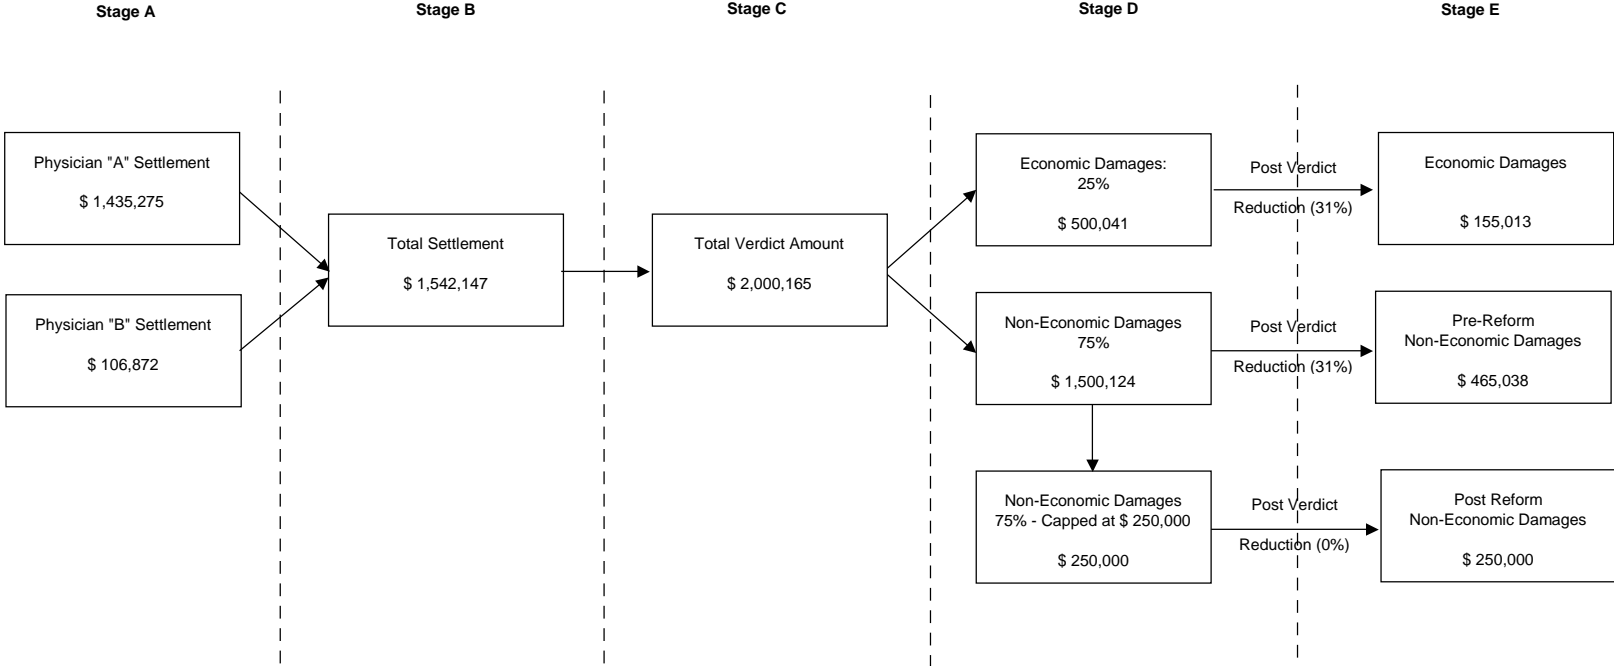 Stage A
Stage B
Stage C
Stage D
Stage E
Physician "A" Settlement
$ 1,435,275
Physician "B" Settlement
$ 106,872
Total Settlement
$ 1,542,147
Total Verdict Amount
$ 2,000,165
Economic Damages:
25%
$ 500,041
Post Verdict
Reduction (31%)
Economic Damages
$ 155,013
Non-Economic Damages
75%
$ 1,500,124
Post Verdict
Reduction (31%)
Pre-Reform
Non-Economic Damages
$ 465,038
Non-Economic Damages
75% - Capped at $ 250,000
$ 250,000
Post Verdict
Reduction (0%)
Post Reform
Non-Economic Damages
$ 250,000